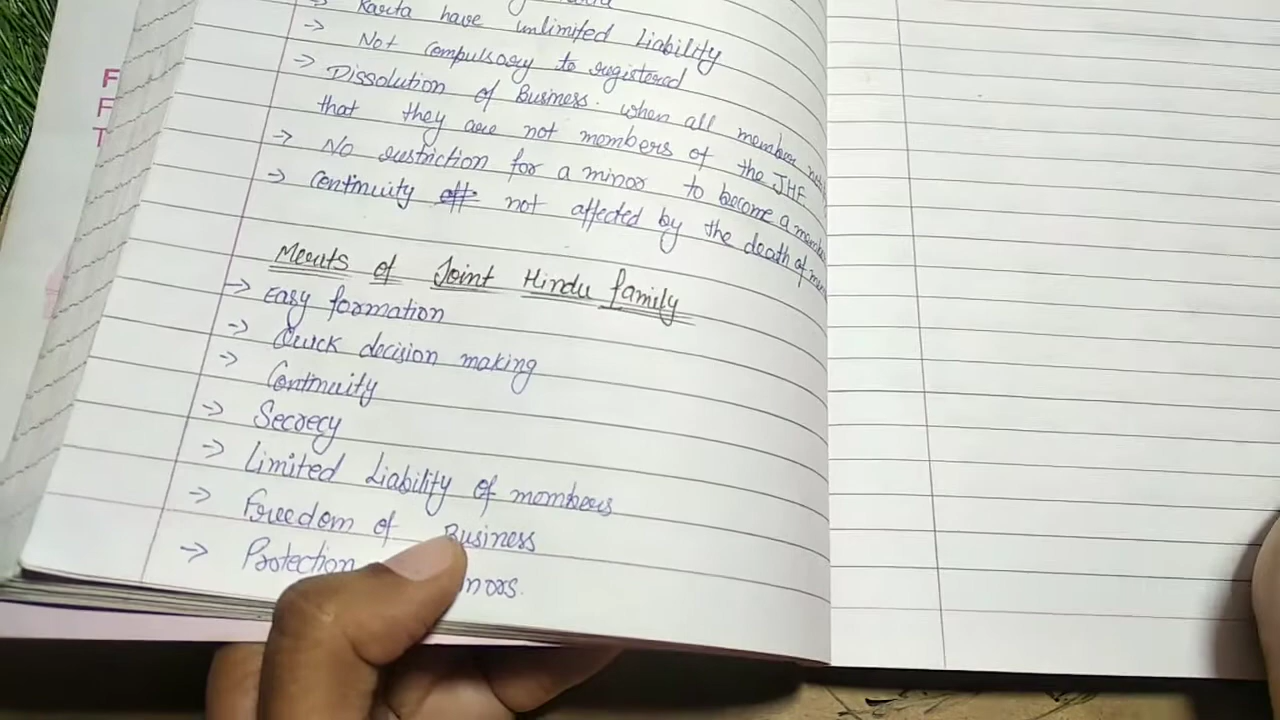 -> Karta have unlimited Liability
-> Not compulsory to registered
-> Dissolution of Business. when all member
that they are not members of the JHF
-> No restriction for a minor to become a member
-> Continuity not affected by the death of
Merits of Joint Hindu family
-> Easy formation
-> Quick decision making
-> Continuity
-> Secrecy
-> Limited Liability of members
-> Freedom of Business
-> Protection